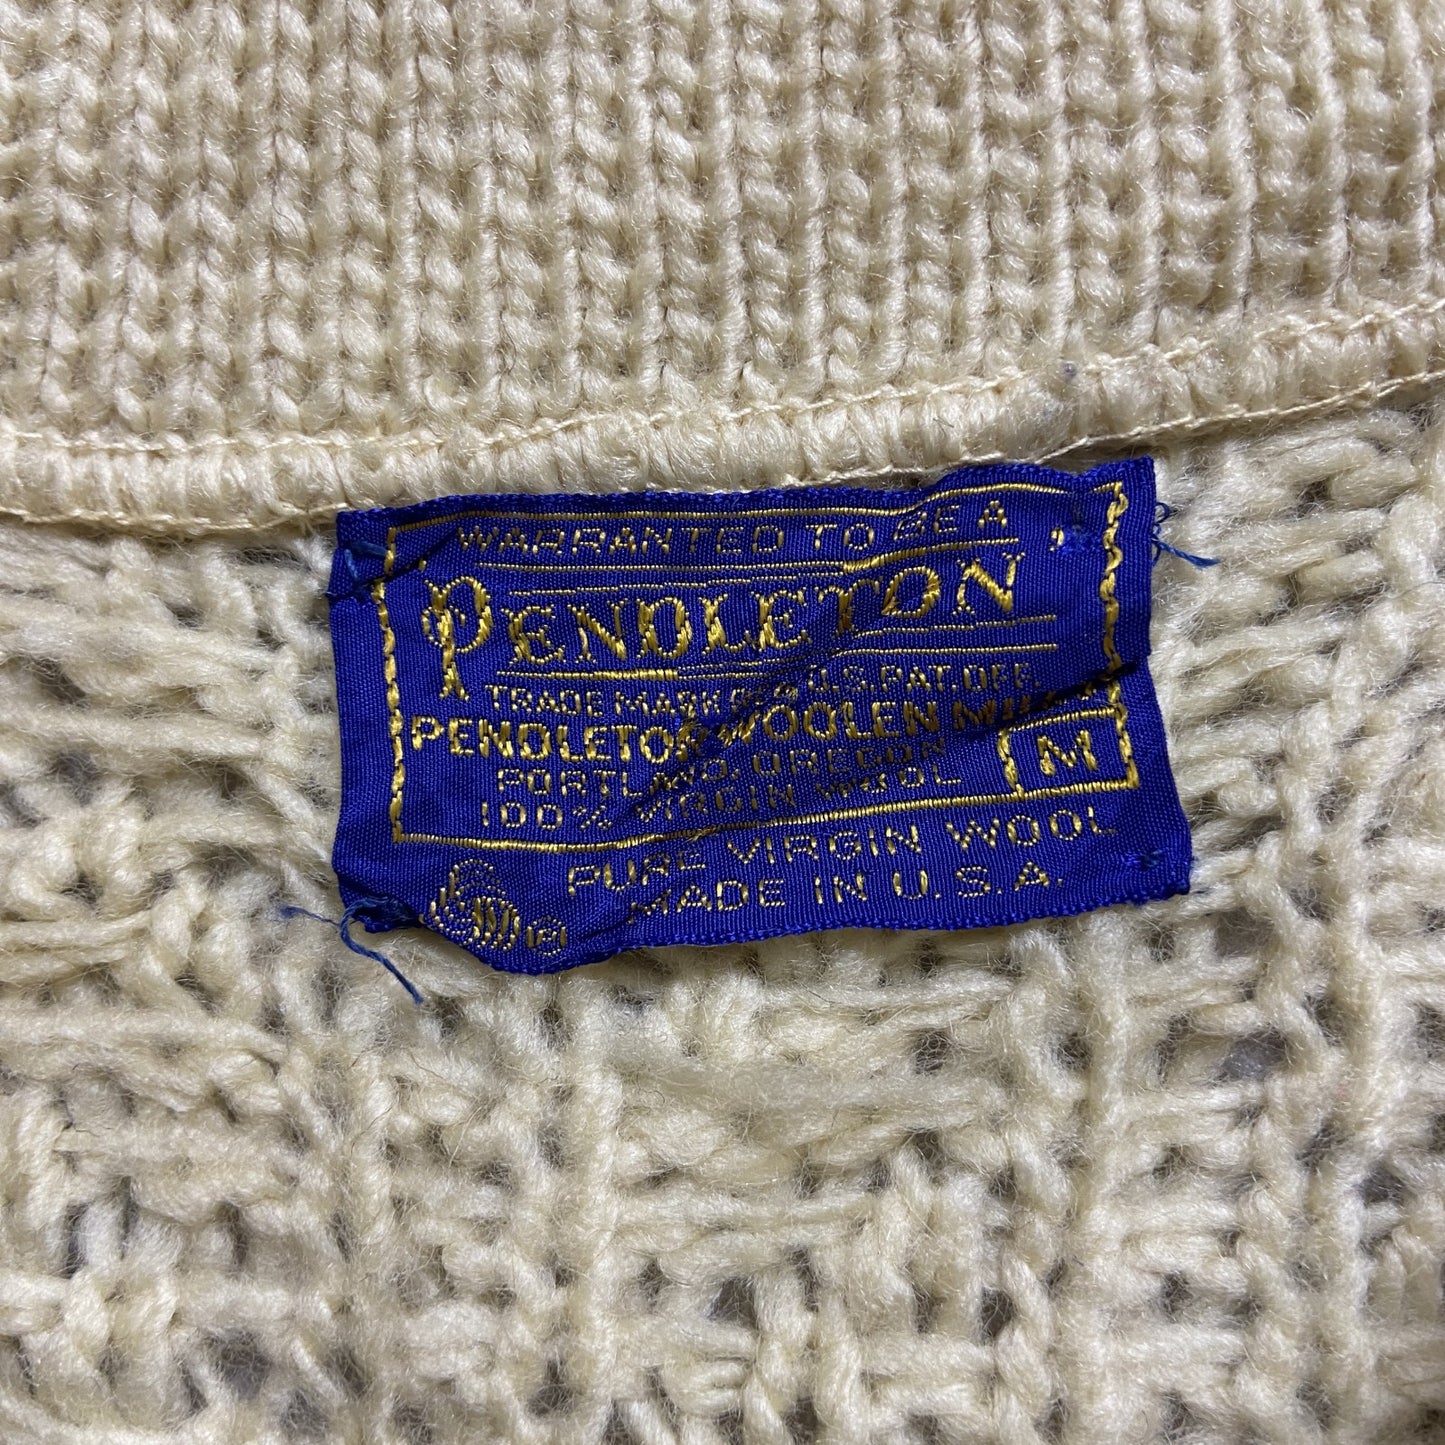 WARRANTED TO BE A
PENDLETON
TRADE MARK REG. U.S. PAT. OFF.
PENDLETON WOOLEN MILLS
PORTLAND, OREGON
100% VIRGIN WOOL
M
PURE VIRGIN WOOL
MADE IN U.S.A.